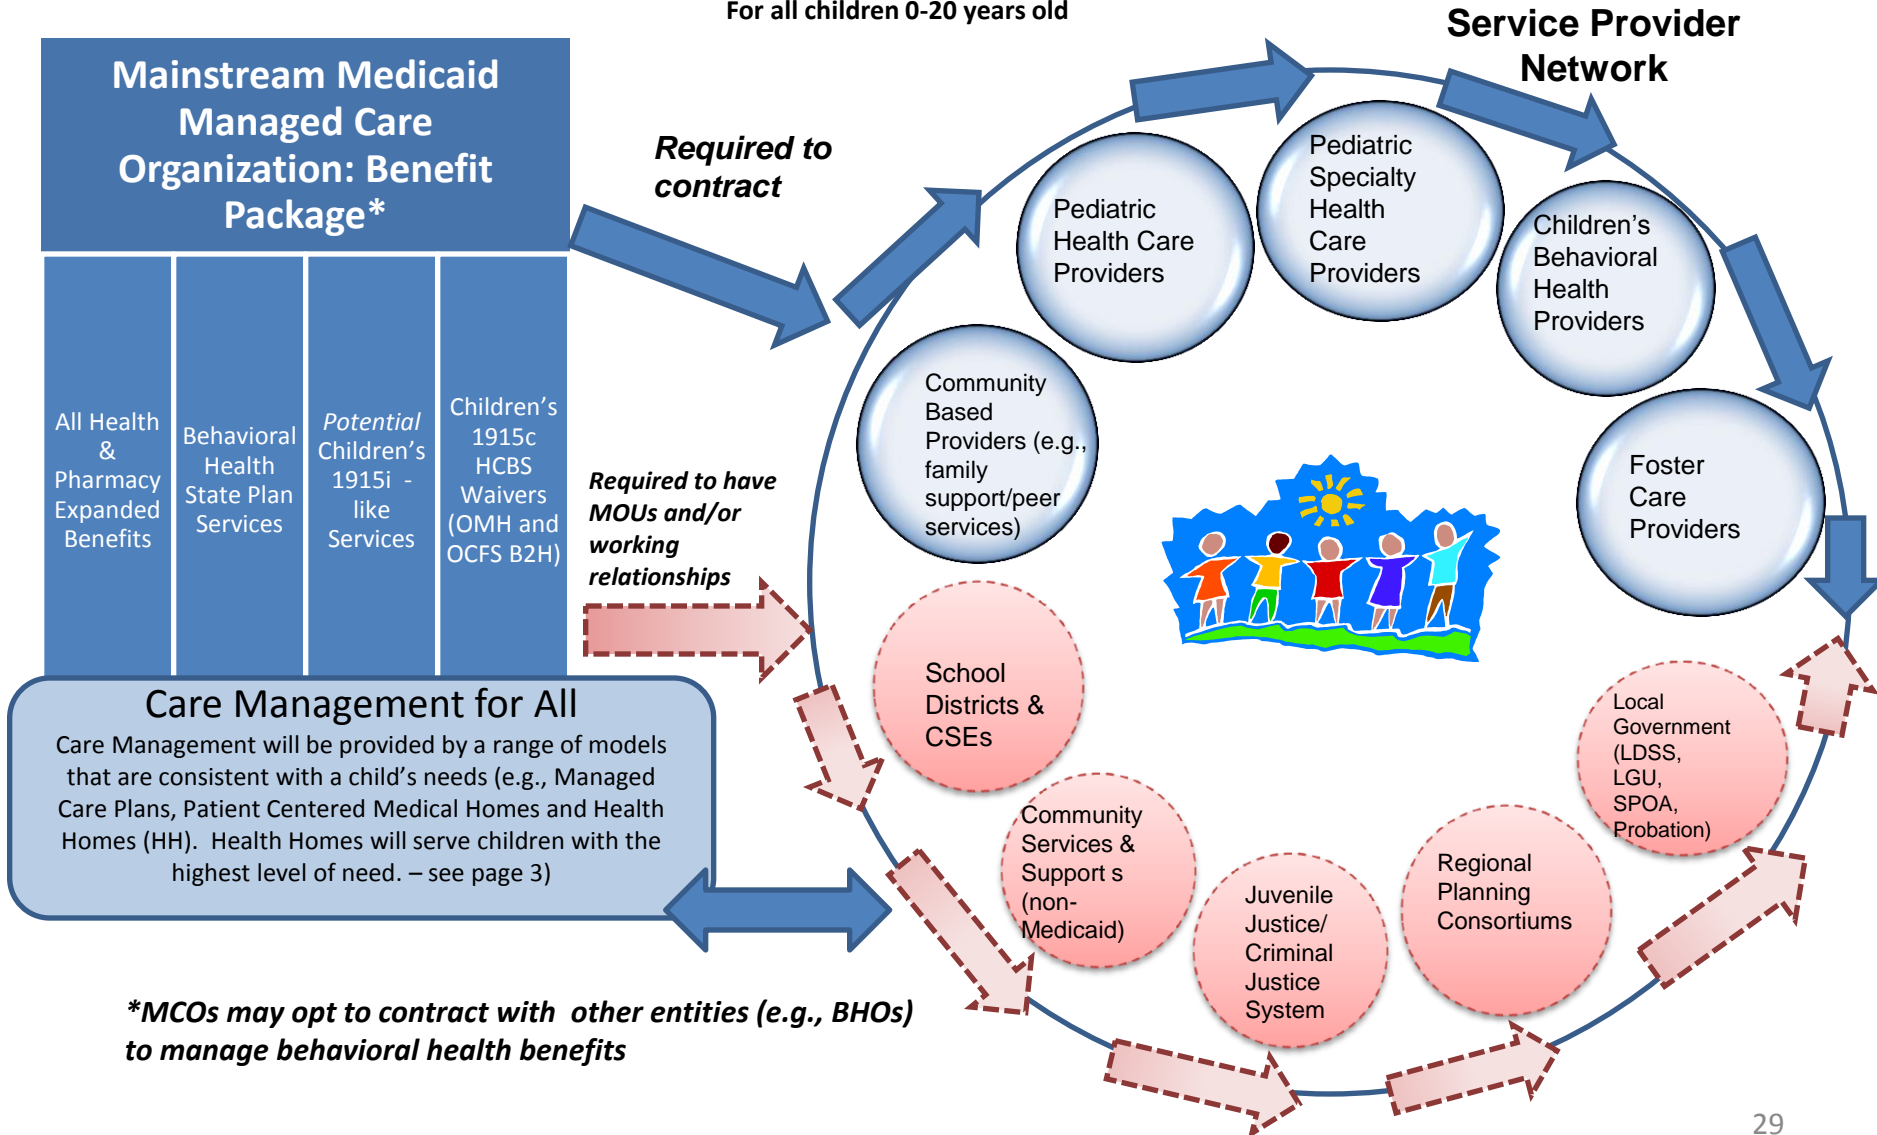 For all children 0-20 years old
Service Provider
Network
Mainstream Medicaid
Managed Care
Organization: Benefit
Package*
All Health
&
Pharmacy
Expanded
Benefits
Behavioral
Health
State Plan
Services
Potential
Children's
1915i -
like
Services
Children's
1915c
HCBS
Waivers
(OMH and
OCFS B2H)
Required to
contract
Required to have
MOUs and/or
working
relationships
Community
Based
Providers (e.g.,
family
support/peer
services)
Pediatric
Health Care
Providers
Pediatric
Specialty
Health
Care
Providers
Children's
Behavioral
Health
Providers
Foster
Care
Providers
School
Districts &
CSEs
Community
Services &
Support s
(non-
Medicaid)
Juvenile
Justice/
Criminal
Justice
System
Regional
Planning
Consortiums
Local
Government
(LDSS,
LGU,
SPOA,
Probation)
Care Management for All
Care Management will be provided by a range of models
that are consistent with a child's needs (e.g., Managed
Care Plans, Patient Centered Medical Homes and Health
Homes (HH).  Health Homes will serve children with the
highest level of need. – see page 3)
*MCOs may opt to contract with  other entities (e.g., BHOs)
to manage behavioral health benefits
29